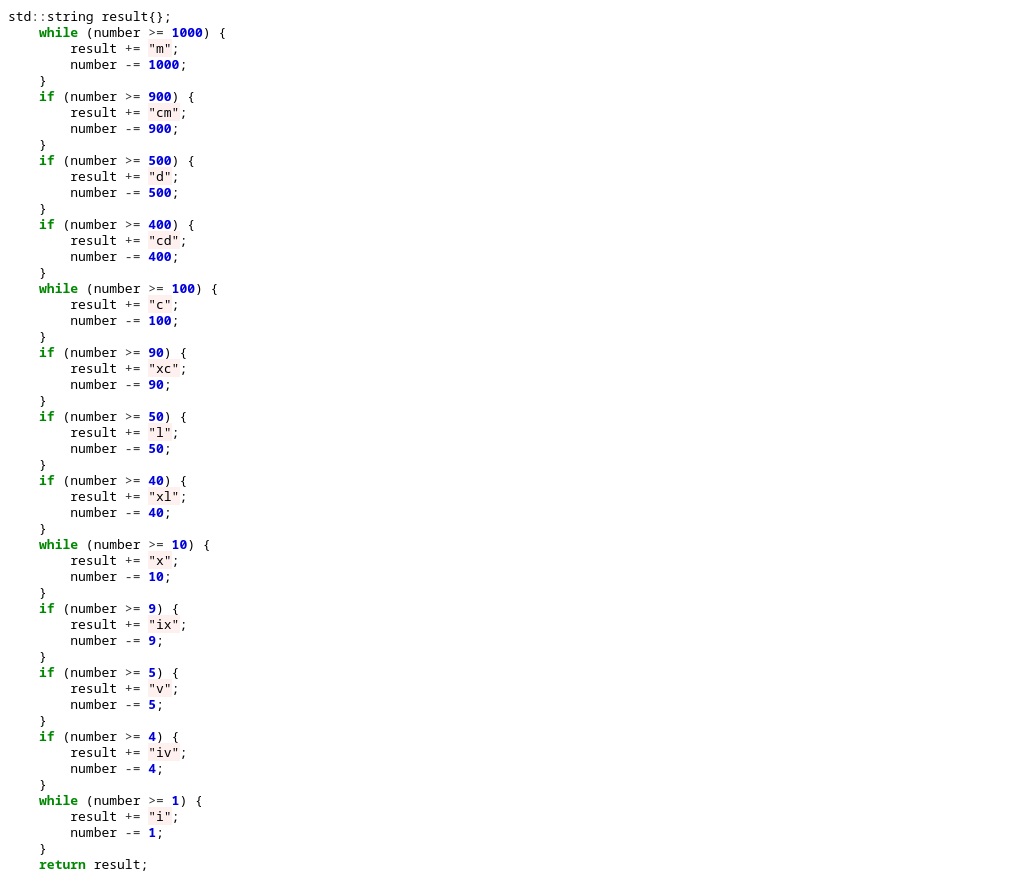 std::string result{};
    while (number >= 1000) {
        result += "m";
        number -= 1000;
    }
    if (number >= 900) {
        result += "cm";
        number -= 900;
    }
    if (number >= 500) {
        result += "d";
        number -= 500;
    }
    if (number >= 400) {
        result += "cd";
        number -= 400;
    }
    while (number >= 100) {
        result += "c";
        number -= 100;
    }
    if (number >= 90) {
        result += "xc";
        number -= 90;
    }
    if (number >= 50) {
        result += "l";
        number -= 50;
    }
    if (number >= 40) {
        result += "xl";
        number -= 40;
    }
    while (number >= 10) {
        result += "x";
        number -= 10;
    }
    if (number >= 9) {
        result += "ix";
        number -= 9;
    }
    if (number >= 5) {
        result += "v";
        number -= 5;
    }
    if (number >= 4) {
        result += "iv";
        number -= 4;
    }
    while (number >= 1) {
        result += "i";
        number -= 1;
    }
    return result;